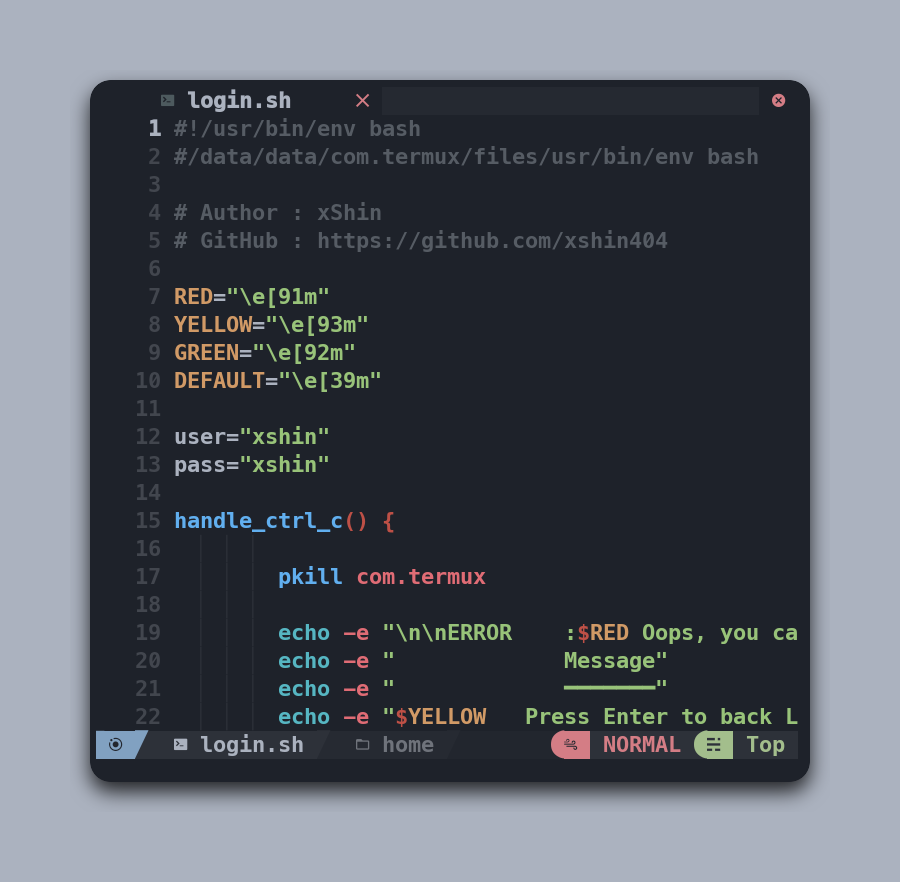 login.sh
1 #!/usr/bin/env bash
2 #/data/data/com.termux/files/usr/bin/env bash
3
4 # Author : xShin
5 # GitHub : https://github.com/xshin404
6
7 RED="\e[91m"
8 YELLOW="\e[93m"
9 GREEN="\e[92m"
10 DEFAULT="\e[39m"
11
12 user="xshin"
13 pass="xshin"
14
15 handle_ctrl_c() {
16
17         pkill com.termux
18
19         echo -e "\n\nERROR    :$RED Oops, you ca
20         echo -e "             Message"
21         echo -e "             ━━━━━━━"
22         echo -e "$YELLOW   Press Enter to back L
login.sh home NORMAL Top